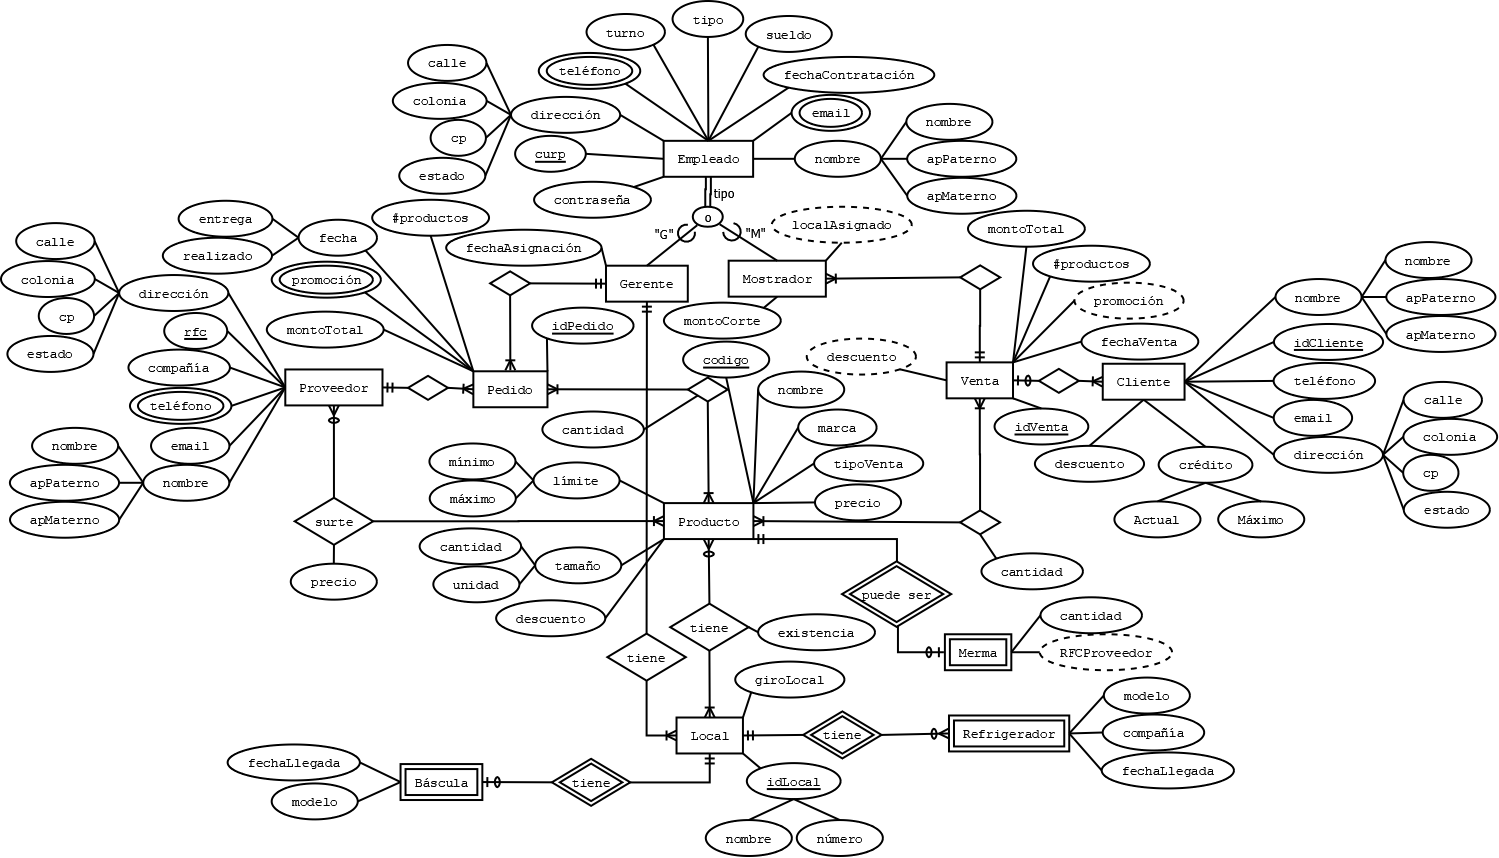 tipo
turno
sueldo
calle
teléfono
fechaContratación
colonia
dirección
email
nombre
cp
curp
Empleado
nombre
apPaterno
estado
contraseña
tipo
apMaterno
entrega
#productos
o
localAsignado
montoTotal
calle
fecha
"G"
"M"
realizado
fechaAsignación
#productos
nombre
colonia
promoción
Gerente
Mostrador
dirección
promoción
nombre
apPaterno
cp
rfc
montoTotal
idPedido
montoCorte
fechaVenta
idCliente
apMaterno
estado
compañía
codigo
descuento
Proveedor
Pedido
nombre
Venta
Cliente
teléfono
calle
teléfono
email
nombre
email
cantidad
marca
idVenta
colonia
dirección
mínimo
tipoVenta
descuento
crédito
cp
apPaterno
nombre
límite
máximo
precio
estado
apMaterno
surte
Producto
Actual
Máximo
cantidad
tamaño
cantidad
precio
unidad
puede ser
descuento
tiene
existencia
cantidad
tiene
Merma
RFCProveedor
giroLocal
modelo
Local
tiene
Refrigerador
compañía
fechaLlegada
fechaLlegada
Báscula
tiene
idLocal
modelo
nombre
número